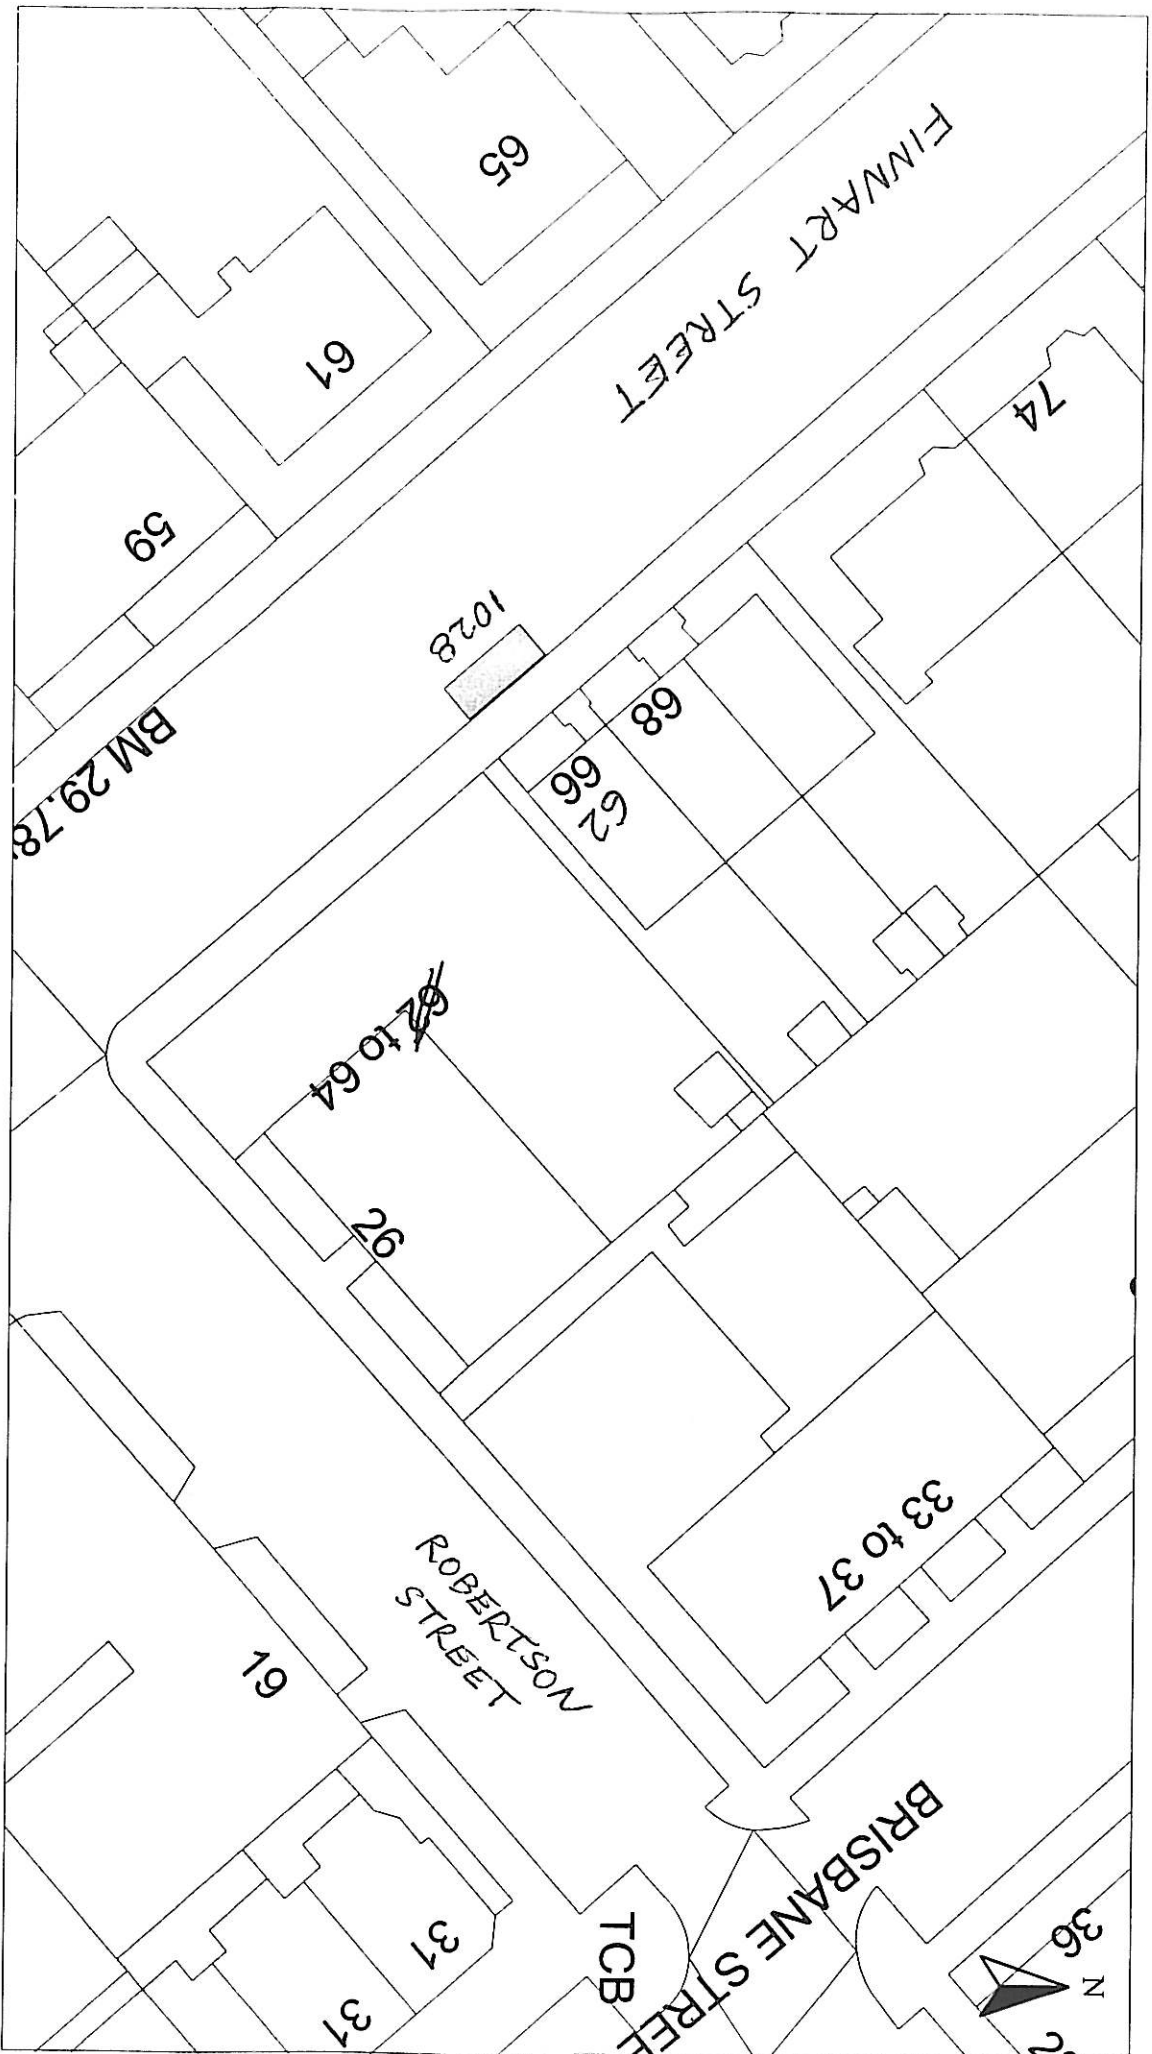 65
FINNART STREET
61
74
59
1028
BM 29.78
68
66
62
62 to 64
26
33 to 37
ROBERTSON
STREET
19
BRISBANE STREE
36
31
TCB
N
31